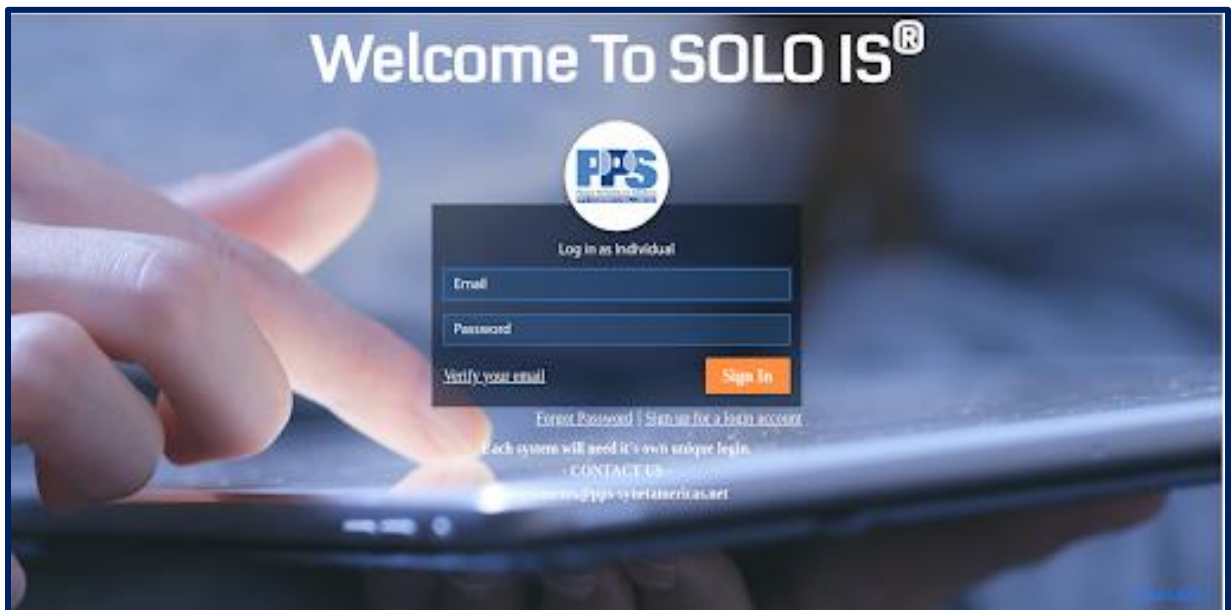 Welcome To SOLO IS®
PPS
Log in as Individual
Email
Password
Verify your email
Sign In
Forgot Password | Sign up for a login account
Each system will need it's own unique login.
- CONTACT US -